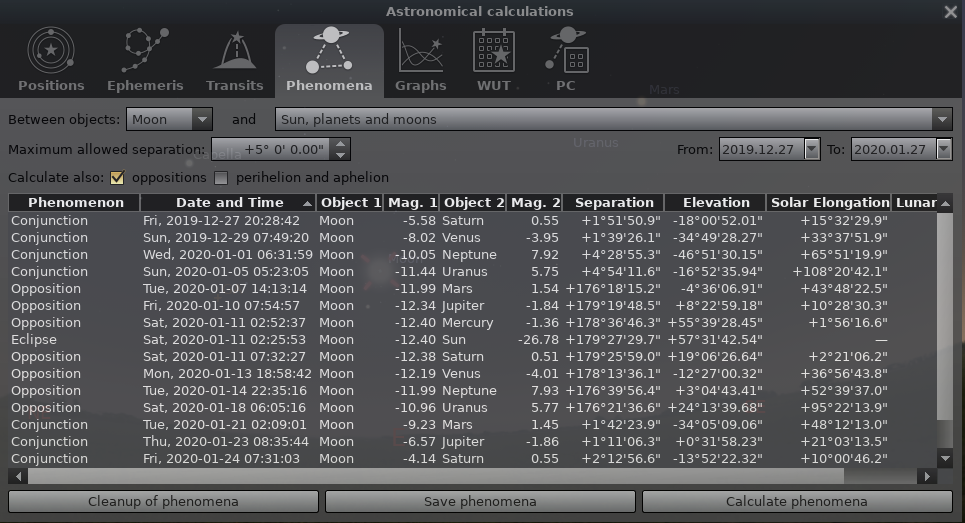 Astronomical calculations
Positions Ephemeris Transits Phenomena Graphs WUT PC
Mars
Between objects: Moon and Sun, planets and moons
Maximum allowed separation: +5° 0' 0.00" From: 2019.12.27 To: 2020.01.27
Capella
Uranus
Calculate also: oppositions perihelion and aphelion
Phenomenon Date and Time Object 1 Mag. 1 Object 2 Mag. 2 Separation Elevation Solar Elongation Lunar
Conjunction Fri, 2019-12-27 20:28:42 Moon -5.58 Saturn 0.55 +1°51'50.9" -18°00'52.01" +15°32'29.9"
Conjunction Sun, 2019-12-29 07:49:20 Moon -8.02 Venus -3.95 +1°39'26.1" -34°49'28.27" +33°37'51.9"
Conjunction Wed, 2020-01-01 06:31:59 Moon -10.05 Neptune 7.92 +4°28'55.3" -46°51'30.15" +65°51'19.9"
Conjunction Sun, 2020-01-05 05:23:05 Moon -11.44 Uranus 5.75 +4°54'11.6" -16°52'35.94" +108°20'42.1"
Opposition Tue, 2020-01-07 14:13:14 Moon -11.99 Mars 1.54 +176°18'15.2" -4°36'06.91" +43°48'22.5"
Opposition Fri, 2020-01-10 07:54:57 Moon -12.34 Jupiter -1.84 +179°19'48.5" +8°22'59.18" +10°28'30.3"
Opposition Sat, 2020-01-11 02:52:37 Moon -12.40 Mercury -1.36 +178°36'46.3" +55°39'28.45" +1°56'16.6"
Eclipse Sat, 2020-01-11 02:25:53 Moon -12.40 Sun -26.78 +179°27'29.7" +57°31'42.54" —
Opposition Sat, 2020-01-11 07:32:27 Moon -12.38 Saturn 0.51 +179°25'59.0" +19°06'26.64" +2°21'06.2"
Opposition Mon, 2020-01-13 18:58:42 Moon -12.19 Venus -4.01 +178°13'36.1" -12°27'00.32" +36°56'43.8"
Opposition Tue, 2020-01-14 22:35:16 Moon -11.99 Neptune 7.93 +176°39'56.4" +3°04'43.41" +52°39'37.0"
Opposition Sat, 2020-01-18 06:05:16 Moon -10.96 Uranus 5.77 +176°21'36.6" +24°13'39.68" +95°22'13.9"
Conjunction Tue, 2020-01-21 02:09:01 Moon -9.23 Mars 1.45 +1°42'23.9" -34°05'09.06" +48°12'13.0"
Conjunction Thu, 2020-01-23 08:35:44 Moon -6.57 Jupiter -1.86 +1°11'06.3" +0°31'58.23" +21°03'13.5"
Conjunction Fri, 2020-01-24 07:31:03 Moon -4.14 Saturn 0.55 +2°12'56.6" -13°52'22.32" +10°00'46.2"
Cleanup of phenomena Save phenomena Calculate phenomena